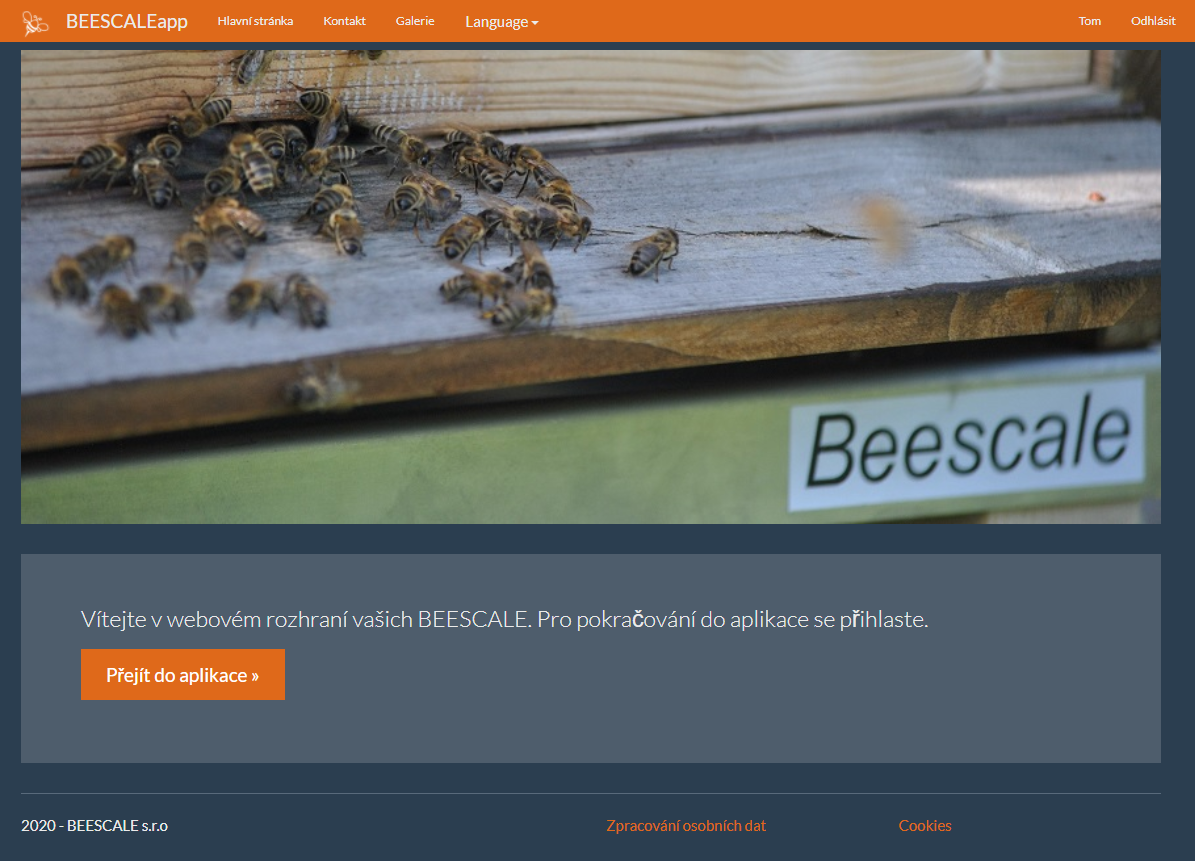 BEESCALEapp Hlavní stránka Kontakt Galerie Language Tom Odhlásit
Beescale
Vítejte v webovém rozhraní vašich BEESCALE. Pro pokračování do aplikace se přihlaste.
Přejít do aplikace »
2020 - BEESCALE s.r.o Zpracování osobních dat Cookies